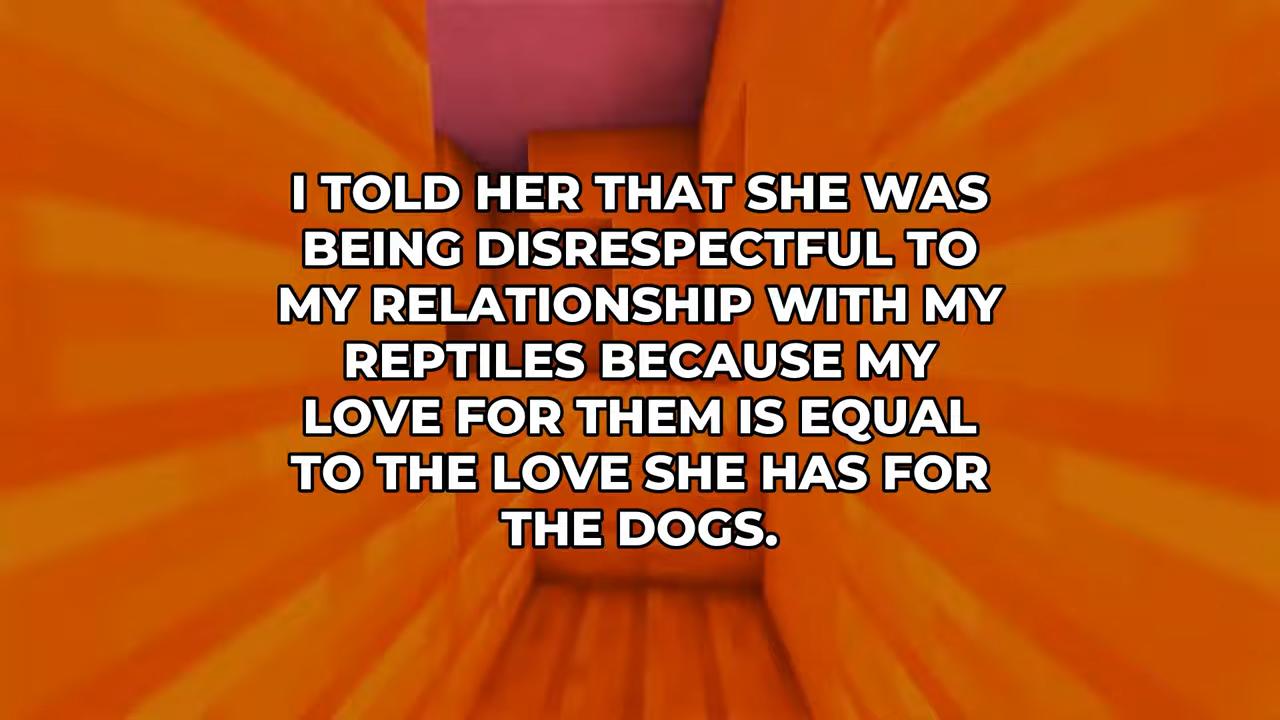 I TOLD HER THAT SHE WAS
BEING DISRESPECTFUL TO
MY RELATIONSHIP WITH MY
REPTILES BECAUSE MY
LOVE FOR THEM IS EQUAL
TO THE LOVE SHE HAS FOR
THE DOGS.